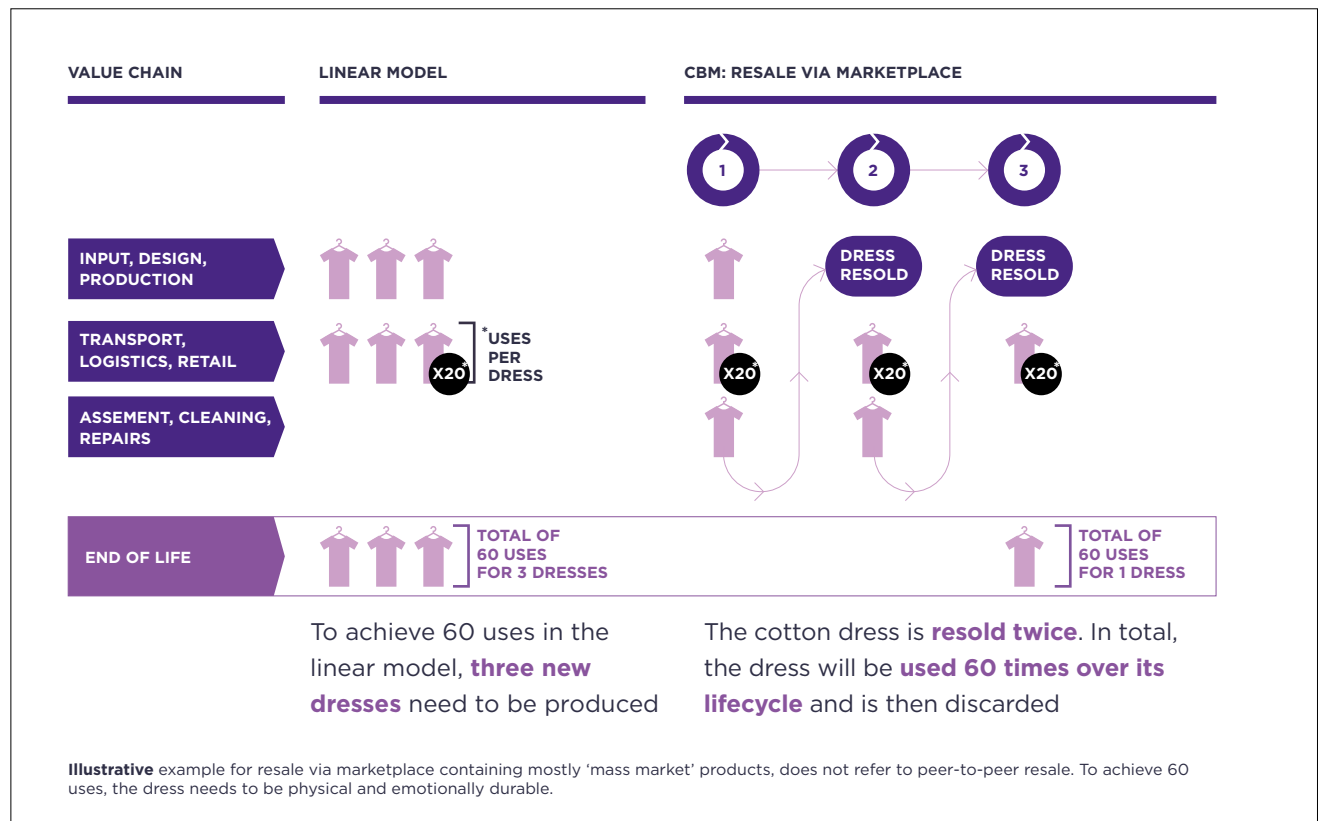 VALUE CHAIN
LINEAR MODEL
CBM: RESALE VIA MARKETPLACE
1
2
3
INPUT, DESIGN,
PRODUCTION
DRESS
RESOLD
DRESS
RESOLD
TRANSPORT,
LOGISTICS, RETAIL
X20*
*USES
PER
DRESS
X20*
X20*
X20*
ASSEMENT, CLEANING,
REPAIRS
END OF LIFE
TOTAL OF
60 USES
FOR 3 DRESSES
TOTAL OF
60 USES
FOR 1 DRESS
To achieve 60 uses in the
linear model, three new
dresses need to be produced
The cotton dress is resold twice. In total,
the dress will be used 60 times over its
lifecycle and is then discarded
Illustrative example for resale via marketplace containing mostly ‘mass market’ products, does not refer to peer-to-peer resale. To achieve 60
uses, the dress needs to be physical and emotionally durable.